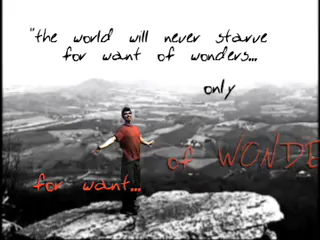 "the world will never starve
for want of wonders...
only
for want...
of WONDE